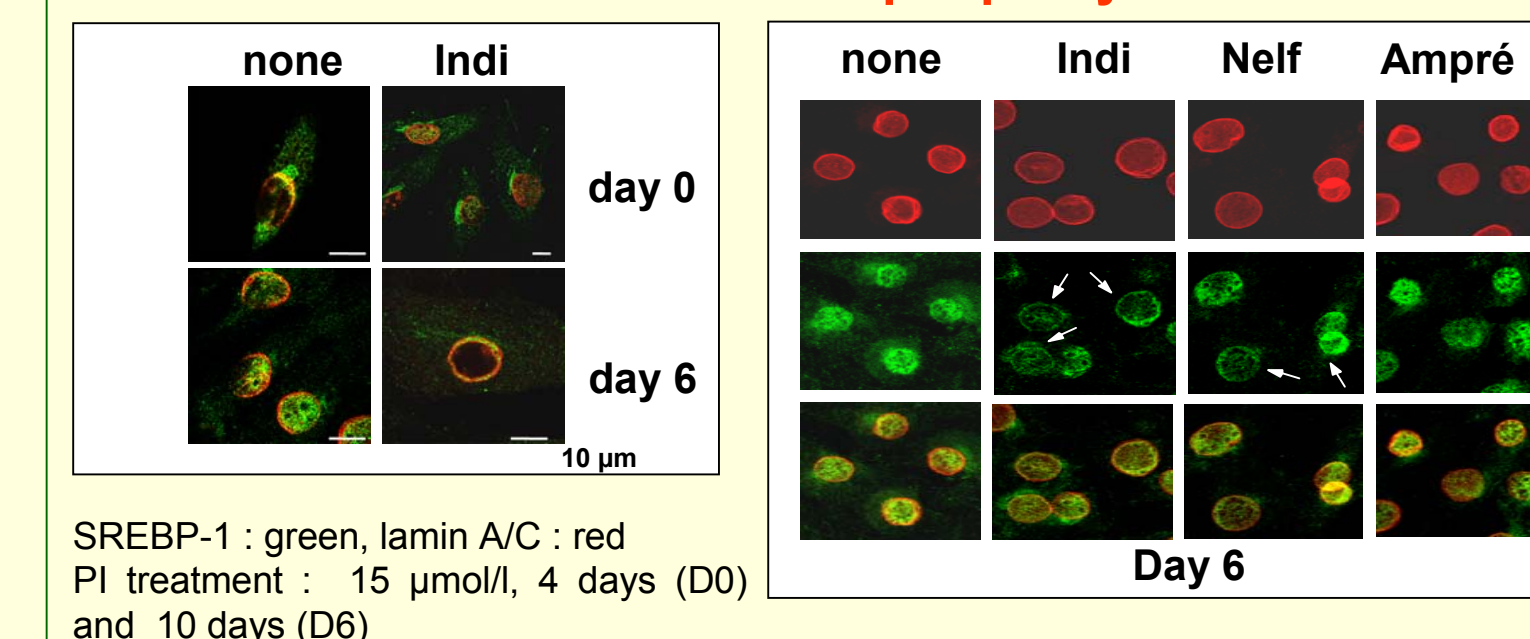 none Indi
day 0
day 6
10 µm
none Indi Nelf Ampré
Day 6
SREBP-1 : green, lamin A/C : red
PI treatment : 15 µmol/l, 4 days (D0)
and 10 days (D6)